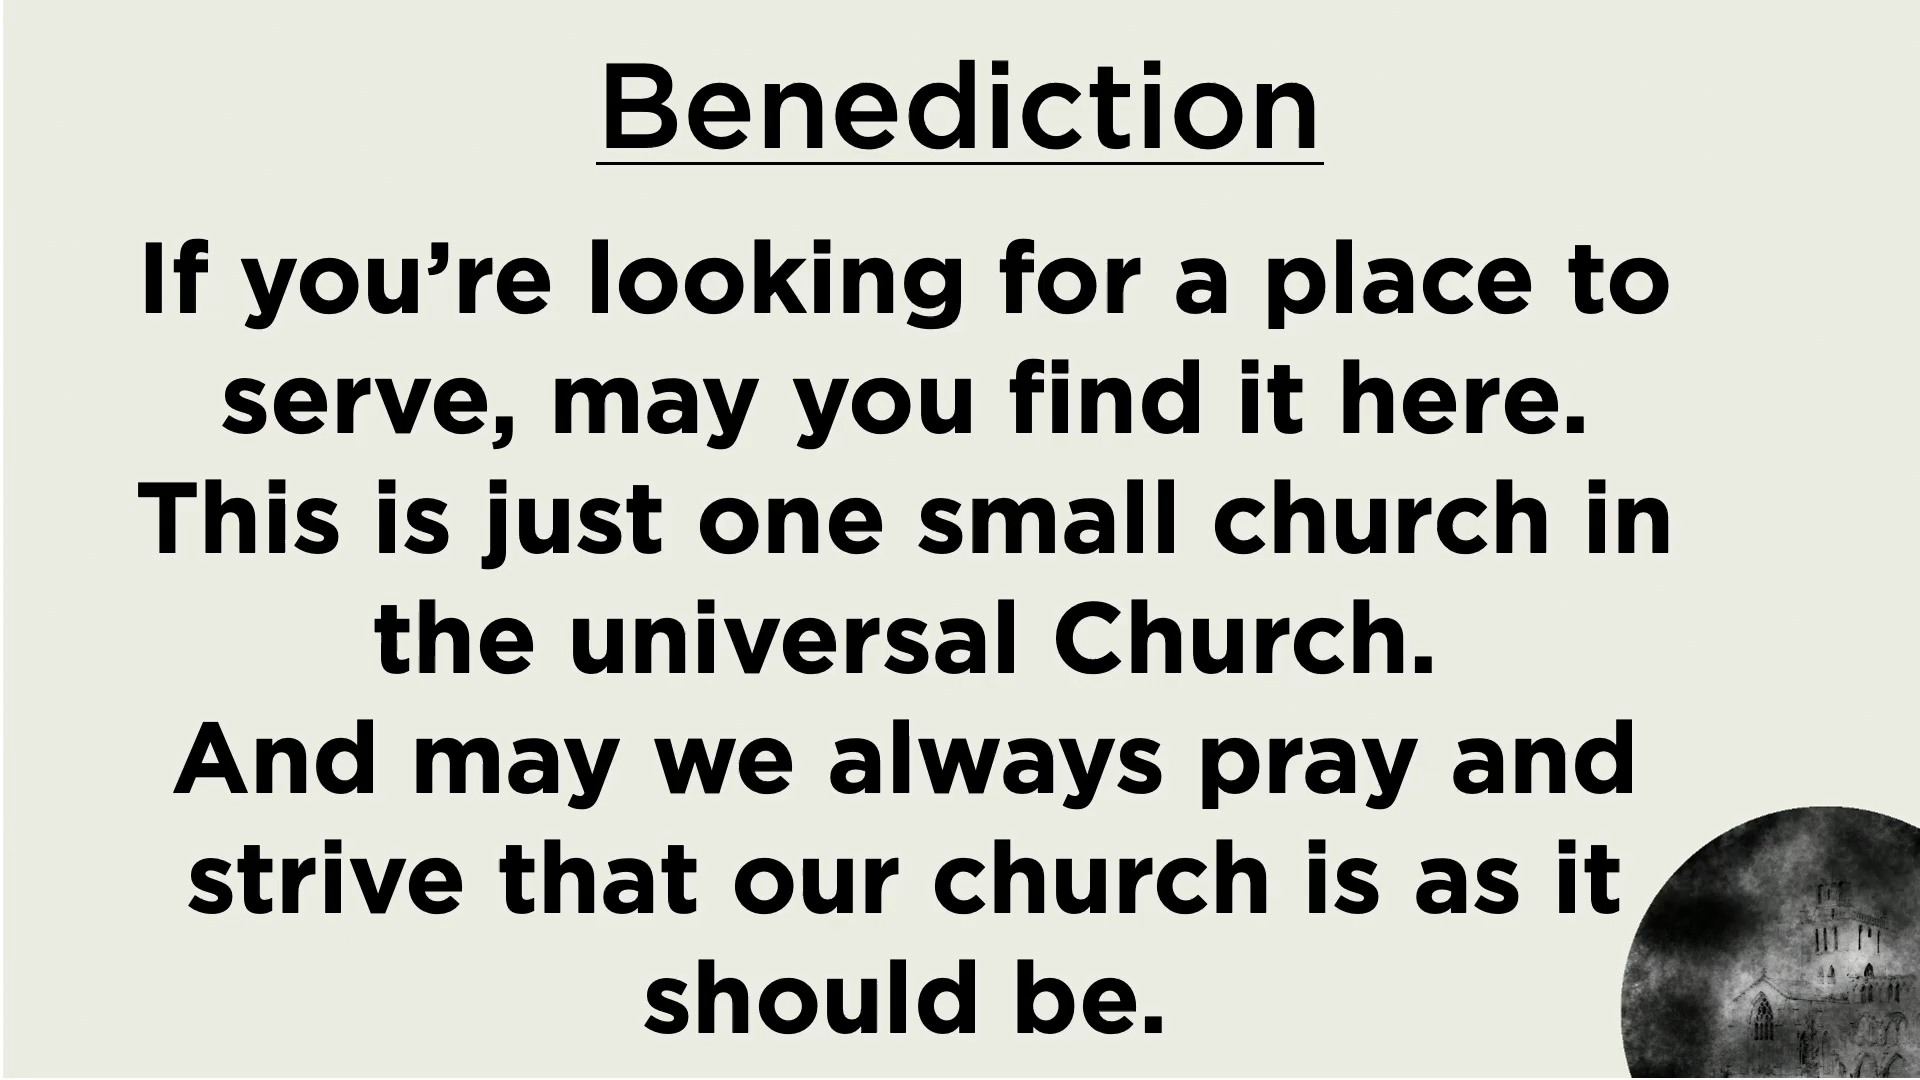 Benediction
If you’re looking for a place to
serve, may you find it here.
This is just one small church in
the universal Church.
And may we always pray and
strive that our church is as it
should be.